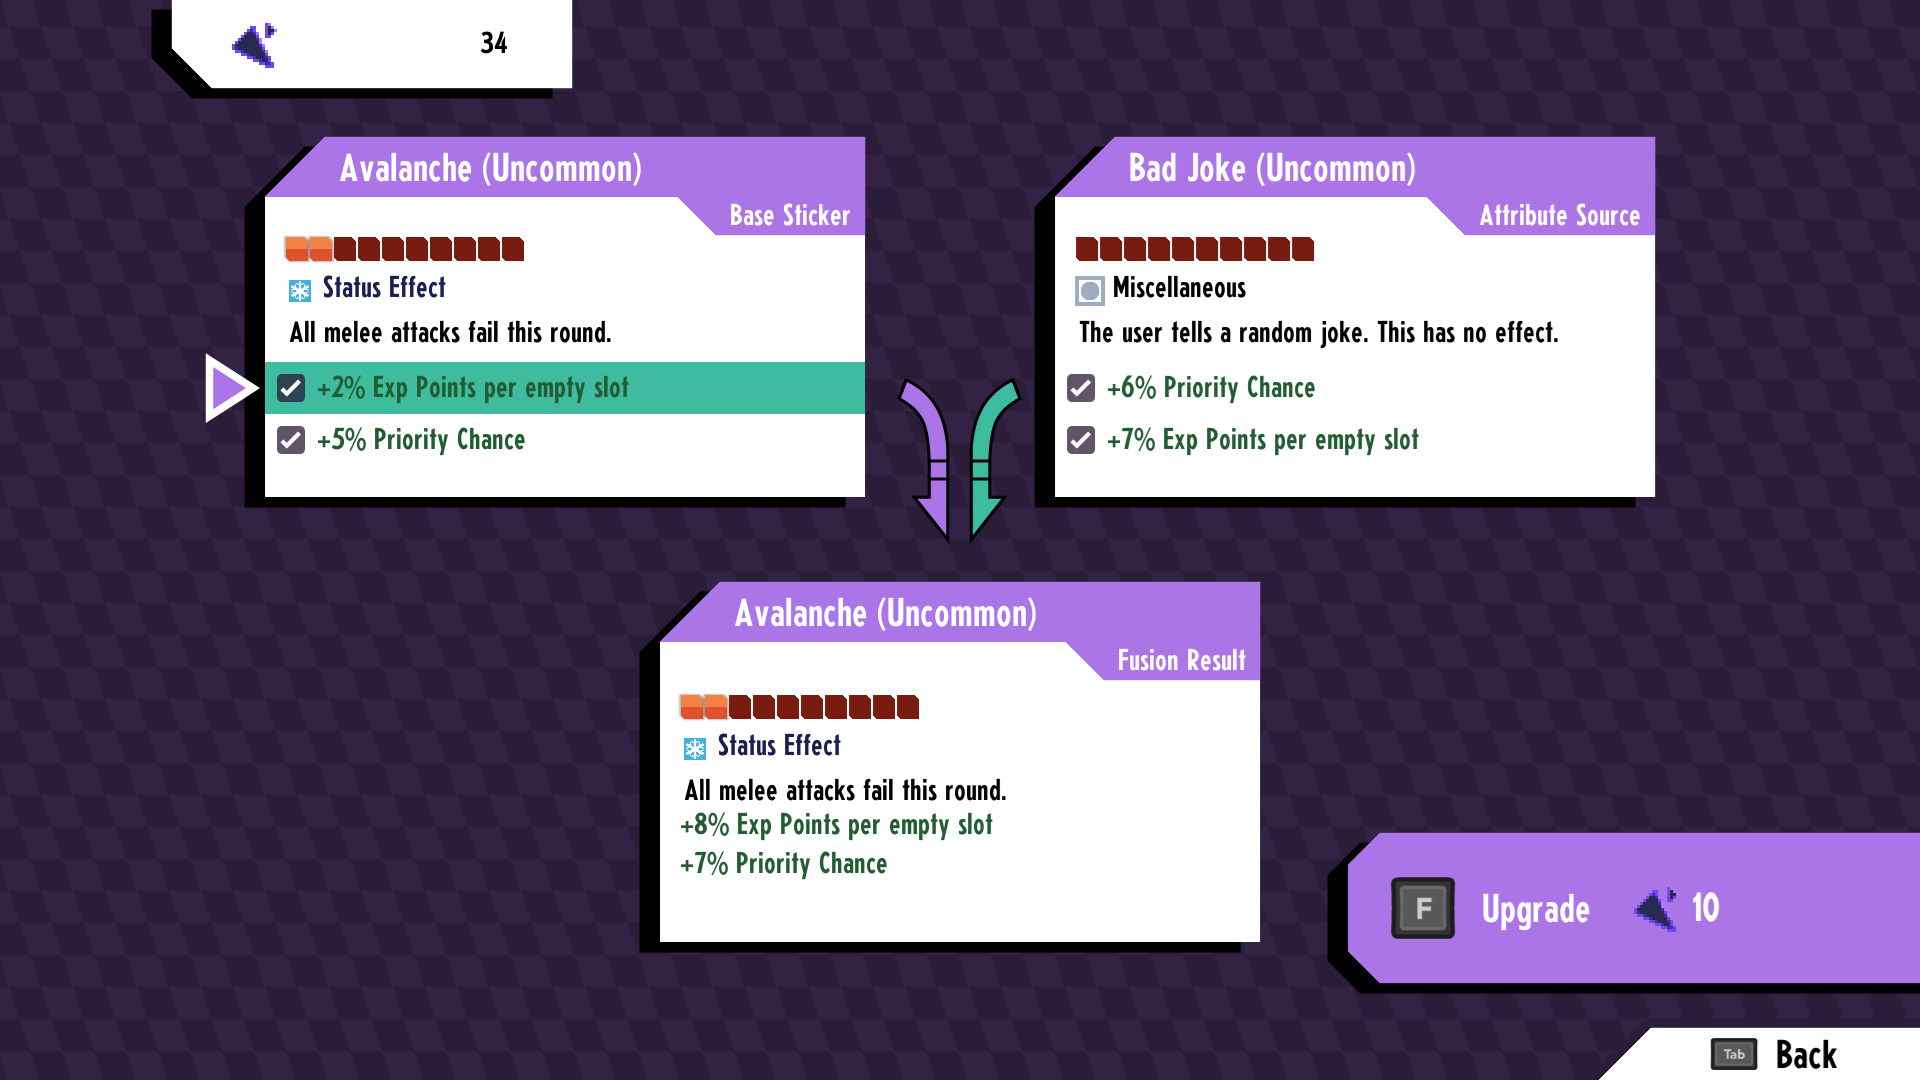 34
Avalanche (Uncommon)
Base Sticker
Status Effect
All melee attacks fail this round.
+2% Exp Points per empty slot
+5% Priority Chance
Bad Joke (Uncommon)
Attribute Source
Miscellaneous
The user tells a random joke. This has no effect.
+6% Priority Chance
+7% Exp Points per empty slot
Avalanche (Uncommon)
Fusion Result
Status Effect
All melee attacks fail this round.
+8% Exp Points per empty slot
+7% Priority Chance
F Upgrade 10
Tab Back